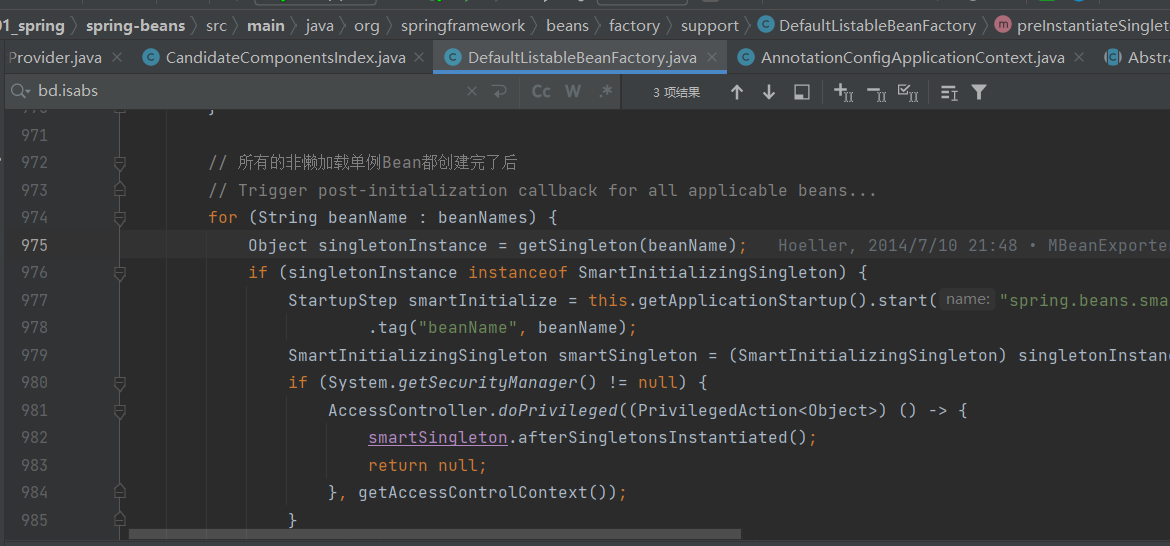 01_spring spring-beans src main java org springframework beans factory support DefaultListableBeanFactory preInstantiateSinglet
Provider.java CandidateComponentsIndex.java DefaultListableBeanFactory.java AnnotationConfigApplicationContext.java Abstra
bd.isabs Cc W .* 3 项结果
971
972 // 所有的非懒加载单例Bean都创建完了后
973 // Trigger post-initialization callback for all applicable beans...
974 for (String beanName : beanNames) {
975 Object singletonInstance = getSingleton(beanName); Hoeller, 2014/7/10 21:48 • MBeanExporte
976 if (singletonInstance instanceof SmartInitializingSingleton) {
977 StartupStep smartInitialize = this.getApplicationStartup().start( name: "spring.beans.sma
978 .tag("beanName", beanName);
979 SmartInitializingSingleton smartSingleton = (SmartInitializingSingleton) singletonInstan
980 if (System.getSecurityManager() != null) {
981 AccessController.doPrivileged((PrivilegedAction<Object>) () -> {
982 smartSingleton.afterSingletonsInstantiated();
983 return null;
984 }, getAccessControlContext());
985 }